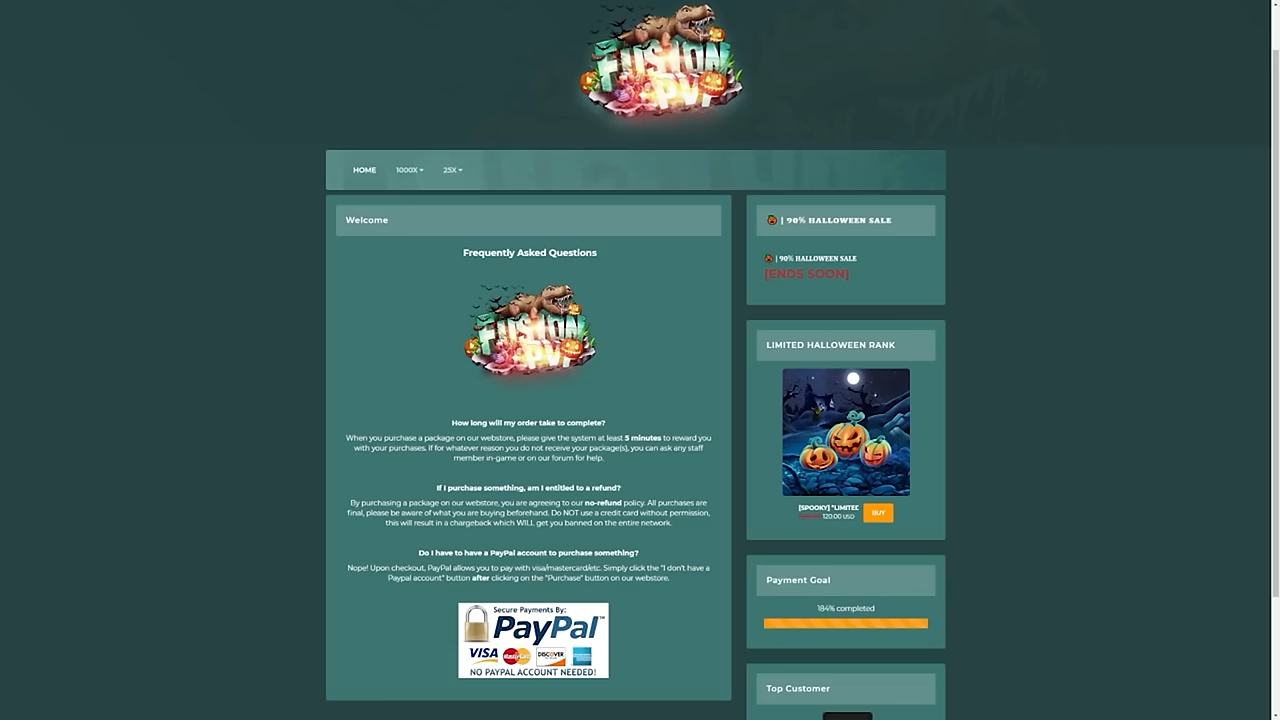 FUSION
PVP
HOME
1000X
25X
Welcome
Frequently Asked Questions
FUSION
PVP
How long will my order take to complete?
When you purchase a package on our webstore, please give the system at least 5 minutes to reward you
with your purchases. If for whatever reason you do not receive your package(s), you can ask any staff
member in-game or on our forum for help.
If I purchase something, am I entitled to a refund?
By purchasing a package on our webstore, you are agreeing to our no-refund policy. All purchases are
final, please be aware of what you are buying beforehand. Do NOT use a credit card without permission,
this will result in a chargeback which WILL get you banned on the entire network.
Do I have to have a PayPal account to purchase something?
Nope! Upon checkout, PayPal allows you to pay with visa/mastercard/etc. Simply click the "I don't have a
Paypal account" button after clicking on the "Purchase" button on our webstore.
Secure Payments By:
PayPal™
VISA MasterCard DISCOVER
NO PAYPAL ACCOUNT NEEDED!
🎃 | 90% HALLOWEEN SALE
🎃 | 90% HALLOWEEN SALE
[ENDS SOON]
LIMITED HALLOWEEN RANK
[SPOOKY] *LIMITED
120.00 USD
BUY
Payment Goal
184% completed
Top Customer